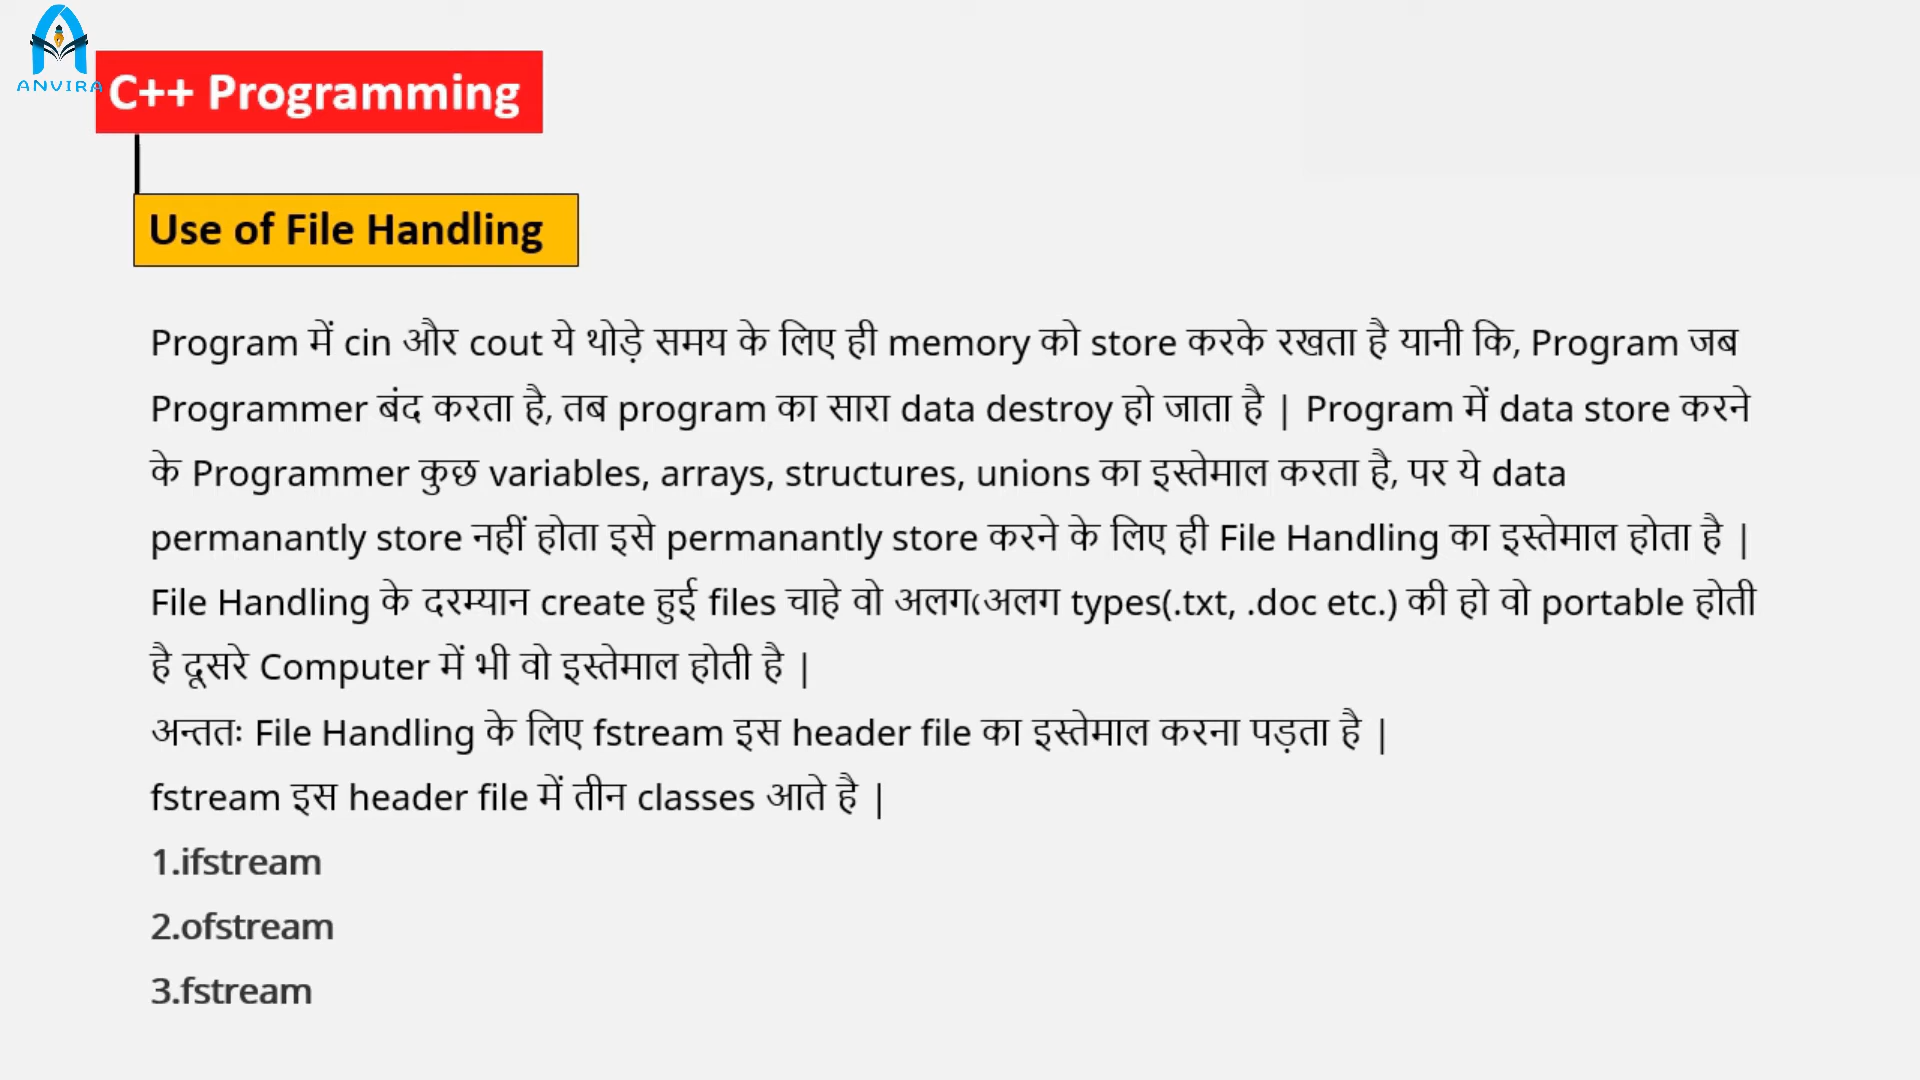 ANVIRA
C++ Programming
Use of File Handling
Program में cin और cout ये थोड़े समय के लिए ही memory को store करके रखता है यानी कि, Program जब
Programmer बंद करता है, तब program का सारा data destroy हो जाता है | Program में data store करने
के Programmer कुछ variables, arrays, structures, unions का इस्तेमाल करता है, पर ये data
permanantly store नहीं होता इसे permanantly store करने के लिए ही File Handling का इस्तेमाल होता है |
File Handling के दरम्यान create हुई files चाहे वो अलग‹अलग types(.txt, .doc etc.) की हो वो portable होती
है दूसरे Computer में भी वो इस्तेमाल होती है |
अन्ततः File Handling के लिए fstream इस header file का इस्तेमाल करना पड़ता है |
fstream इस header file में तीन classes आते है |
1.ifstream
2.ofstream
3.fstream